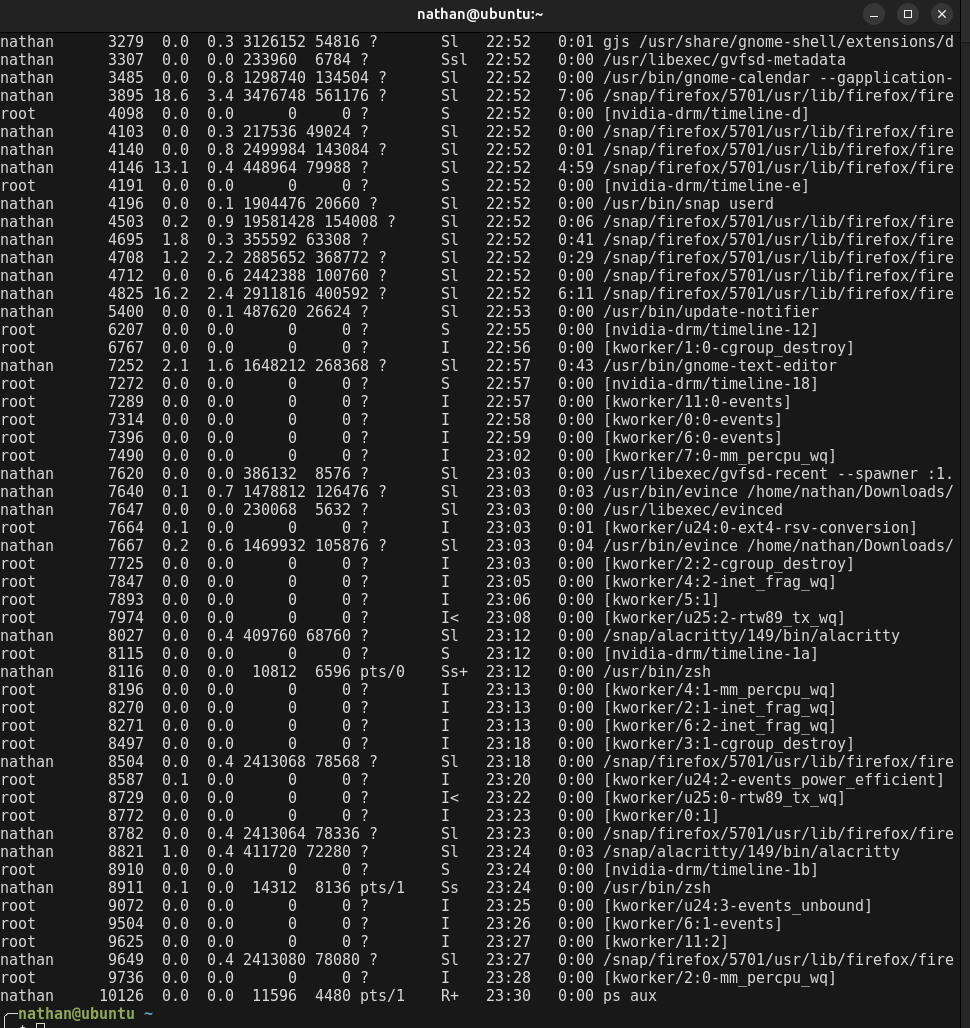 nathan@ubuntu:~
nathan 3279 0.0 0.3 3126152 54816 ? Sl 22:52 0:01 gjs /usr/share/gnome-shell/extensions/d
nathan 3307 0.0 0.0 233960 6784 ? Ssl 22:52 0:00 /usr/libexec/gvfsd-metadata
nathan 3485 0.0 0.8 1298740 134504 ? Sl 22:52 0:00 /usr/bin/gnome-calendar --gapplication-
nathan 3895 18.6 3.4 3476748 561176 ? Sl 22:52 7:06 /snap/firefox/5701/usr/lib/firefox/fire
root 4098 0.0 0.0 0 0 ? S 22:52 0:00 [nvidia-drm/timeline-d]
nathan 4103 0.0 0.3 217536 49024 ? Sl 22:52 0:00 /snap/firefox/5701/usr/lib/firefox/fire
nathan 4140 0.0 0.8 2499984 143084 ? Sl 22:52 0:01 /snap/firefox/5701/usr/lib/firefox/fire
nathan 4146 13.1 0.4 448964 79988 ? Sl 22:52 4:59 /snap/firefox/5701/usr/lib/firefox/fire
root 4191 0.0 0.0 0 0 ? S 22:52 0:00 [nvidia-drm/timeline-e]
nathan 4196 0.0 0.1 1904476 20660 ? Sl 22:52 0:00 /usr/bin/snap userd
nathan 4503 0.2 0.9 19581428 154008 ? Sl 22:52 0:06 /snap/firefox/5701/usr/lib/firefox/fire
nathan 4695 1.8 0.3 355592 63308 ? Sl 22:52 0:41 /snap/firefox/5701/usr/lib/firefox/fire
nathan 4708 1.2 2.2 2885652 368772 ? Sl 22:52 0:29 /snap/firefox/5701/usr/lib/firefox/fire
nathan 4712 0.0 0.6 2442388 100760 ? Sl 22:52 0:00 /snap/firefox/5701/usr/lib/firefox/fire
nathan 4825 16.2 2.4 2911816 400592 ? Sl 22:52 6:11 /snap/firefox/5701/usr/lib/firefox/fire
nathan 5400 0.0 0.1 487620 26624 ? Sl 22:53 0:00 /usr/bin/update-notifier
root 6207 0.0 0.0 0 0 ? S 22:55 0:00 [nvidia-drm/timeline-12]
root 6767 0.0 0.0 0 0 ? I 22:56 0:00 [kworker/1:0-cgroup_destroy]
nathan 7252 2.1 1.6 1648212 268368 ? Sl 22:57 0:43 /usr/bin/gnome-text-editor
root 7272 0.0 0.0 0 0 ? S 22:57 0:00 [nvidia-drm/timeline-18]
root 7289 0.0 0.0 0 0 ? I 22:57 0:00 [kworker/11:0-events]
root 7314 0.0 0.0 0 0 ? I 22:58 0:00 [kworker/0:0-events]
root 7396 0.0 0.0 0 0 ? I 22:59 0:00 [kworker/6:0-events]
root 7490 0.0 0.0 0 0 ? I 23:02 0:00 [kworker/7:0-mm_percpu_wq]
nathan 7620 0.0 0.0 386132 8576 ? Sl 23:03 0:00 /usr/libexec/gvfsd-recent --spawner :1.
nathan 7640 0.1 0.7 1478812 126476 ? Sl 23:03 0:03 /usr/bin/evince /home/nathan/Downloads/
nathan 7647 0.0 0.0 230068 5632 ? Sl 23:03 0:00 /usr/libexec/evinced
root 7664 0.1 0.0 0 0 ? I 23:03 0:01 [kworker/u24:0-ext4-rsv-conversion]
nathan 7667 0.2 0.6 1469932 105876 ? Sl 23:03 0:04 /usr/bin/evince /home/nathan/Downloads/
root 7725 0.0 0.0 0 0 ? I 23:03 0:00 [kworker/2:2-cgroup_destroy]
root 7847 0.0 0.0 0 0 ? I 23:05 0:00 [kworker/4:2-inet_frag_wq]
root 7893 0.0 0.0 0 0 ? I 23:06 0:00 [kworker/5:1]
root 7974 0.0 0.0 0 0 ? I< 23:08 0:00 [kworker/u25:2-rtw89_tx_wq]
nathan 8027 0.0 0.4 409760 68760 ? Sl 23:12 0:00 /snap/alacritty/149/bin/alacritty
root 8115 0.0 0.0 0 0 ? S 23:12 0:00 [nvidia-drm/timeline-1a]
nathan 8116 0.0 0.0 10812 6596 pts/0 Ss+ 23:12 0:00 /usr/bin/zsh
root 8196 0.0 0.0 0 0 ? I 23:13 0:00 [kworker/4:1-mm_percpu_wq]
root 8270 0.0 0.0 0 0 ? I 23:13 0:00 [kworker/2:1-inet_frag_wq]
root 8271 0.0 0.0 0 0 ? I 23:13 0:00 [kworker/6:2-inet_frag_wq]
root 8497 0.0 0.0 0 0 ? I 23:18 0:00 [kworker/3:1-cgroup_destroy]
nathan 8504 0.0 0.4 2413068 78568 ? Sl 23:18 0:00 /snap/firefox/5701/usr/lib/firefox/fire
root 8587 0.1 0.0 0 0 ? I 23:20 0:00 [kworker/u24:2-events_power_efficient]
root 8729 0.0 0.0 0 0 ? I< 23:22 0:00 [kworker/u25:0-rtw89_tx_wq]
root 8772 0.0 0.0 0 0 ? I 23:23 0:00 [kworker/0:1]
nathan 8782 0.0 0.4 2413064 78336 ? Sl 23:23 0:00 /snap/firefox/5701/usr/lib/firefox/fire
nathan 8821 1.0 0.4 411720 72280 ? Sl 23:24 0:03 /snap/alacritty/149/bin/alacritty
root 8910 0.0 0.0 0 0 ? S 23:24 0:00 [nvidia-drm/timeline-1b]
nathan 8911 0.1 0.0 14312 8136 pts/1 Ss 23:24 0:00 /usr/bin/zsh
root 9072 0.0 0.0 0 0 ? I 23:25 0:00 [kworker/u24:3-events_unbound]
root 9504 0.0 0.0 0 0 ? I 23:26 0:00 [kworker/6:1-events]
root 9625 0.0 0.0 0 0 ? I 23:27 0:00 [kworker/11:2]
nathan 9649 0.0 0.4 2413080 78080 ? Sl 23:27 0:00 /snap/firefox/5701/usr/lib/firefox/fire
root 9736 0.0 0.0 0 0 ? I 23:28 0:00 [kworker/2:0-mm_percpu_wq]
nathan 10126 0.0 0.0 11596 4480 pts/1 R+ 23:30 0:00 ps aux
╭─nathan@ubuntu ~